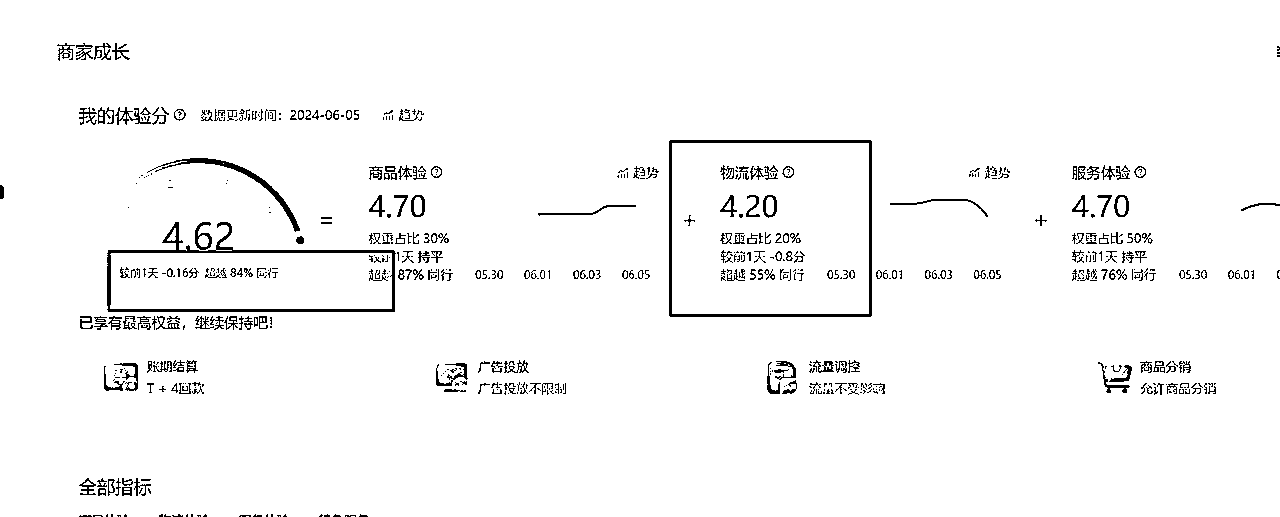 商家成长
我的体验分 数据更新时间：2024-06-05 趋势
4.62
较前1天 -0.16分 超越 84% 同行
=
商品体验 趋势
4.70
权重占比 30%
较前1天 持平
超越 87% 同行
05.30 06.01 06.03 06.05
+
物流体验 趋势
4.20
权重占比 20%
较前1天 -0.8分
超越 55% 同行
05.30 06.01 06.03 06.05
+
服务体验
4.70
权重占比 50%
较前1天 持平
超越 76% 同行
05.30 06.01
已享有最高权益，继续保持吧！
账期结算
T + 4回款
广告投放
广告投放不限制
流量调控
流量不受影响
商品分销
允许商品分销
全部指标